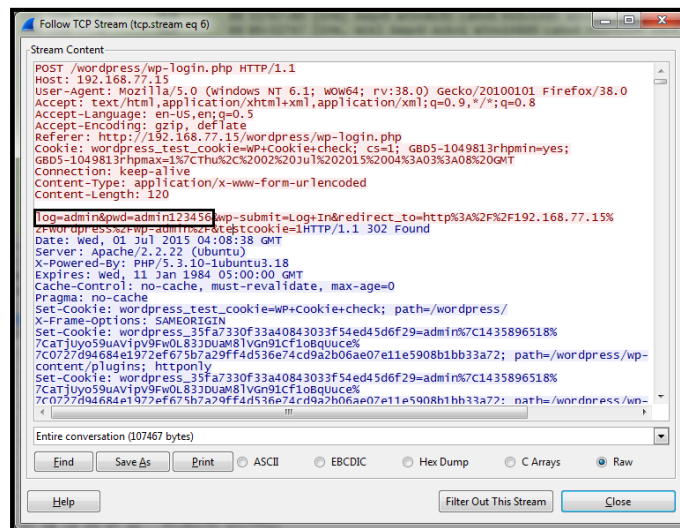 Follow TCP Stream (tcp.stream eq 6)
Stream Content
POST /wordpress/wp-login.php HTTP/1.1
Host: 192.168.77.15
User-Agent: Mozilla/5.0 (Windows NT 6.1; WOW64; rv:38.0) Gecko/20100101 Firefox/38.0
Accept: text/html,application/xhtml+xml,application/xml;q=0.9,*/*;q=0.8
Accept-Language: en-US,en;q=0.5
Accept-Encoding: gzip, deflate
Referer: http://192.168.77.15/wordpress/wp-login.php
Cookie: wordpress_test_cookie=WP+Cookie+check; cs=1; GBD5-1049813rhpmin=yes;
GBD5-1049813rhpmax=1%7CThu%2C%2002%20Jul%202015%2004%3A03%3A08%20GMT
Connection: keep-alive
Content-Type: application/x-www-form-urlencoded
Content-Length: 120
log=admin&pwd=admin123456&wp-submit=Log+In&redirect_to=http%3A%2F%2F192.168.77.15%
2Fwordpress%2Fwp-admin%2F&testcookie=1HTTP/1.1 302 Found
Date: Wed, 01 Jul 2015 04:08:38 GMT
Server: Apache/2.2.22 (Ubuntu)
X-Powered-By: PHP/5.3.10-1ubuntu3.18
Expires: Wed, 11 Jan 1984 05:00:00 GMT
Cache-Control: no-cache, must-revalidate, max-age=0
Pragma: no-cache
Set-Cookie: wordpress_test_cookie=WP+Cookie+check; path=/wordpress/
X-Frame-Options: SAMEORIGIN
Set-Cookie: wordpress_35fa7330f33a40843033f54ed45d6f29=admin%7C1435896518%
7CaTjUyo59uAVipV9FwOL83JDUaM8lVGn91Cf1oBqUuce%
7C0727d94684e1972ef675b7a29ff4d536e74cd9a2b06ae07e11e5908b1bb33a72; path=/wordpress/wp-
content/plugins; httponly
Set-Cookie: wordpress_35fa7330f33a40843033f54ed45d6f29=admin%7C1435896518%
7CaTjUyo59uAVipV9FwOL83JDUaM8lVGn91Cf1oBqUuce%
7C0727d94684e1972ef675b7a29ff4d536e74cd9a2b06ae07e11e5908b1bb33a72; path=/wordpress/wp-
Entire conversation (107467 bytes)
Find Save As Print ASCII EBCDIC Hex Dump C Arrays Raw
Help Filter Out This Stream Close